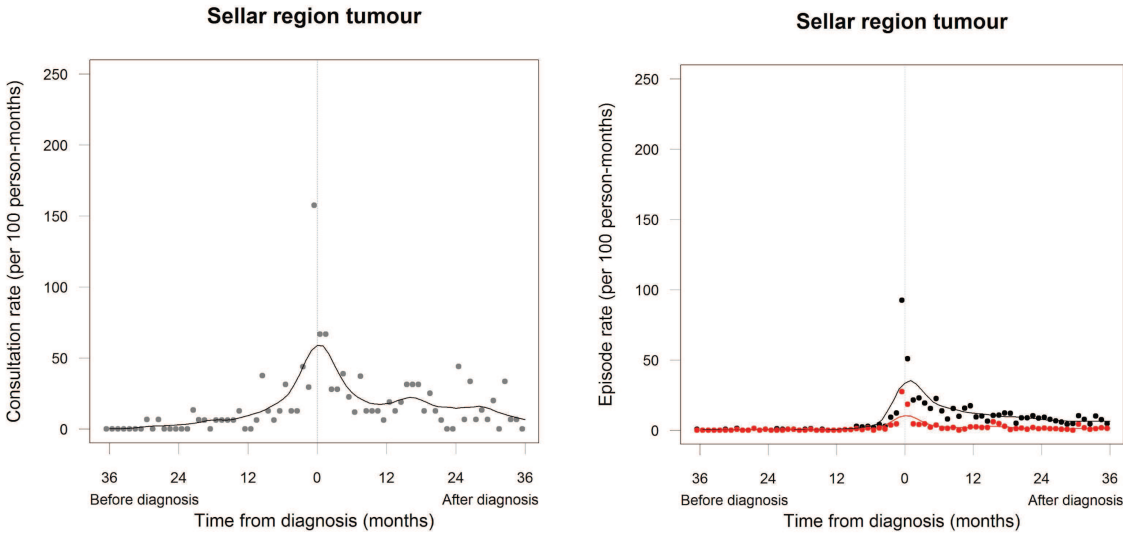 Sellar region tumour
Consultation rate (per 100 person-months)
250
200
150
100
50
0
36 24 12 0 12 24 36
Before diagnosis After diagnosis
Time from diagnosis (months)
Sellar region tumour
Episode rate (per 100 person-months)
250
200
150
100
50
0
36 24 12 0 12 24 36
Before diagnosis After diagnosis
Time from diagnosis (months)